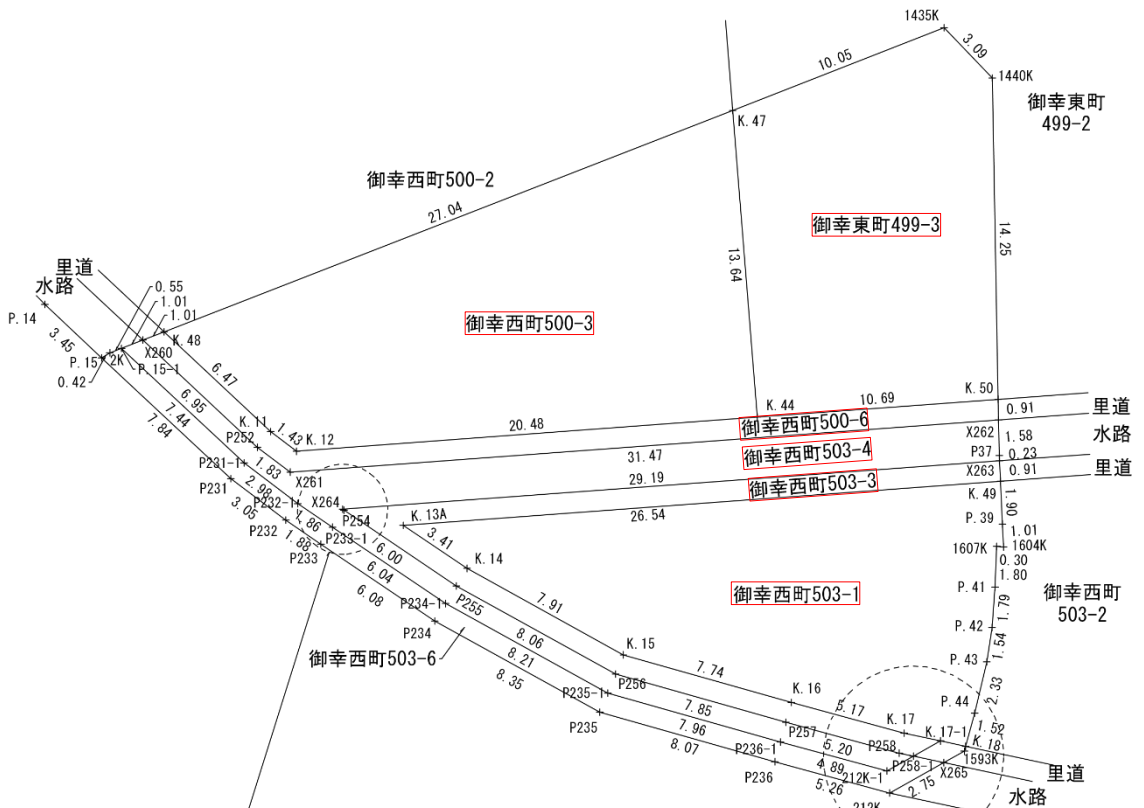 1435K
3.09
10.05
1440K
御幸東町
499-2
K.47
御幸西町500-2
27.04
御幸東町499-3
14.25
13.64
里道
水路
0.55
1.01
1.01
P.14
3.45
御幸西町500-3
K.48
X260
P.15
2K
P.15-1
0.42
6.47
6.95
7.44
7.84
K.11
1.43
K.12
20.48
K.44
10.69
K.50
里道
0.91
御幸西町500-6
水路
P252
X262
1.58
31.47
御幸西町503-4
P37
0.23
P231-1
1.83
X261
29.19
X263
0.91
里道
P231
2.98
御幸西町503-3
K.49
P232-1
X264
P254
26.54
1.90
3.05
1.86
K.13A
P.39
1.01
P232
P233-1
1.88
P233
3.41
K.14
1607K
1604K
0.30
6.00
1.80
6.04
P.41
御幸西町503-1
御幸西町
503-2
6.08
P234-1
P255
7.91
1.79
P234
P.42
8.06
1.54
御幸西町503-6
8.21
K.15
P.43
8.35
7.74
2.33
P256
P235-1
K.16
P.44
P235
5.17
7.85
K.17
1.52
7.96
P257
K.17-1
K.18
8.07
P236-1
5.20
P258
1593K
P236
4.89
P258-1
X265
里道
212K-1
5.26
2.75
水路
212K